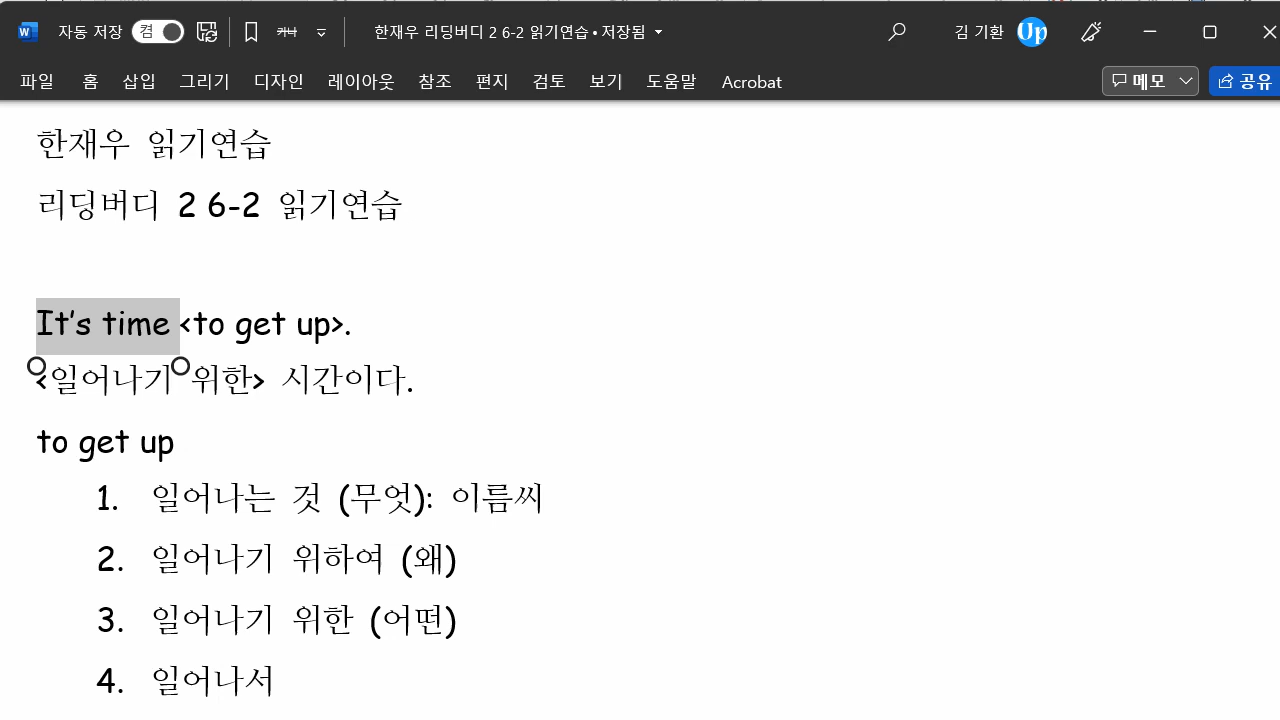 자동 저장 켬 가나 한재우 리딩버디 2 6-2 읽기연습 • 저장됨 김 기환 Up
파일 홈 삽입 그리기 디자인 레이아웃 참조 편지 검토 보기 도움말 Acrobat 메모 공유
한재우 읽기연습
리딩버디 2 6-2 읽기연습
It's time <to get up>.
<일어나기 위한> 시간이다.
to get up
1. 일어나는 것 (무엇): 이름씨
2. 일어나기 위하여 (왜)
3. 일어나기 위한 (어떤)
4. 일어나서